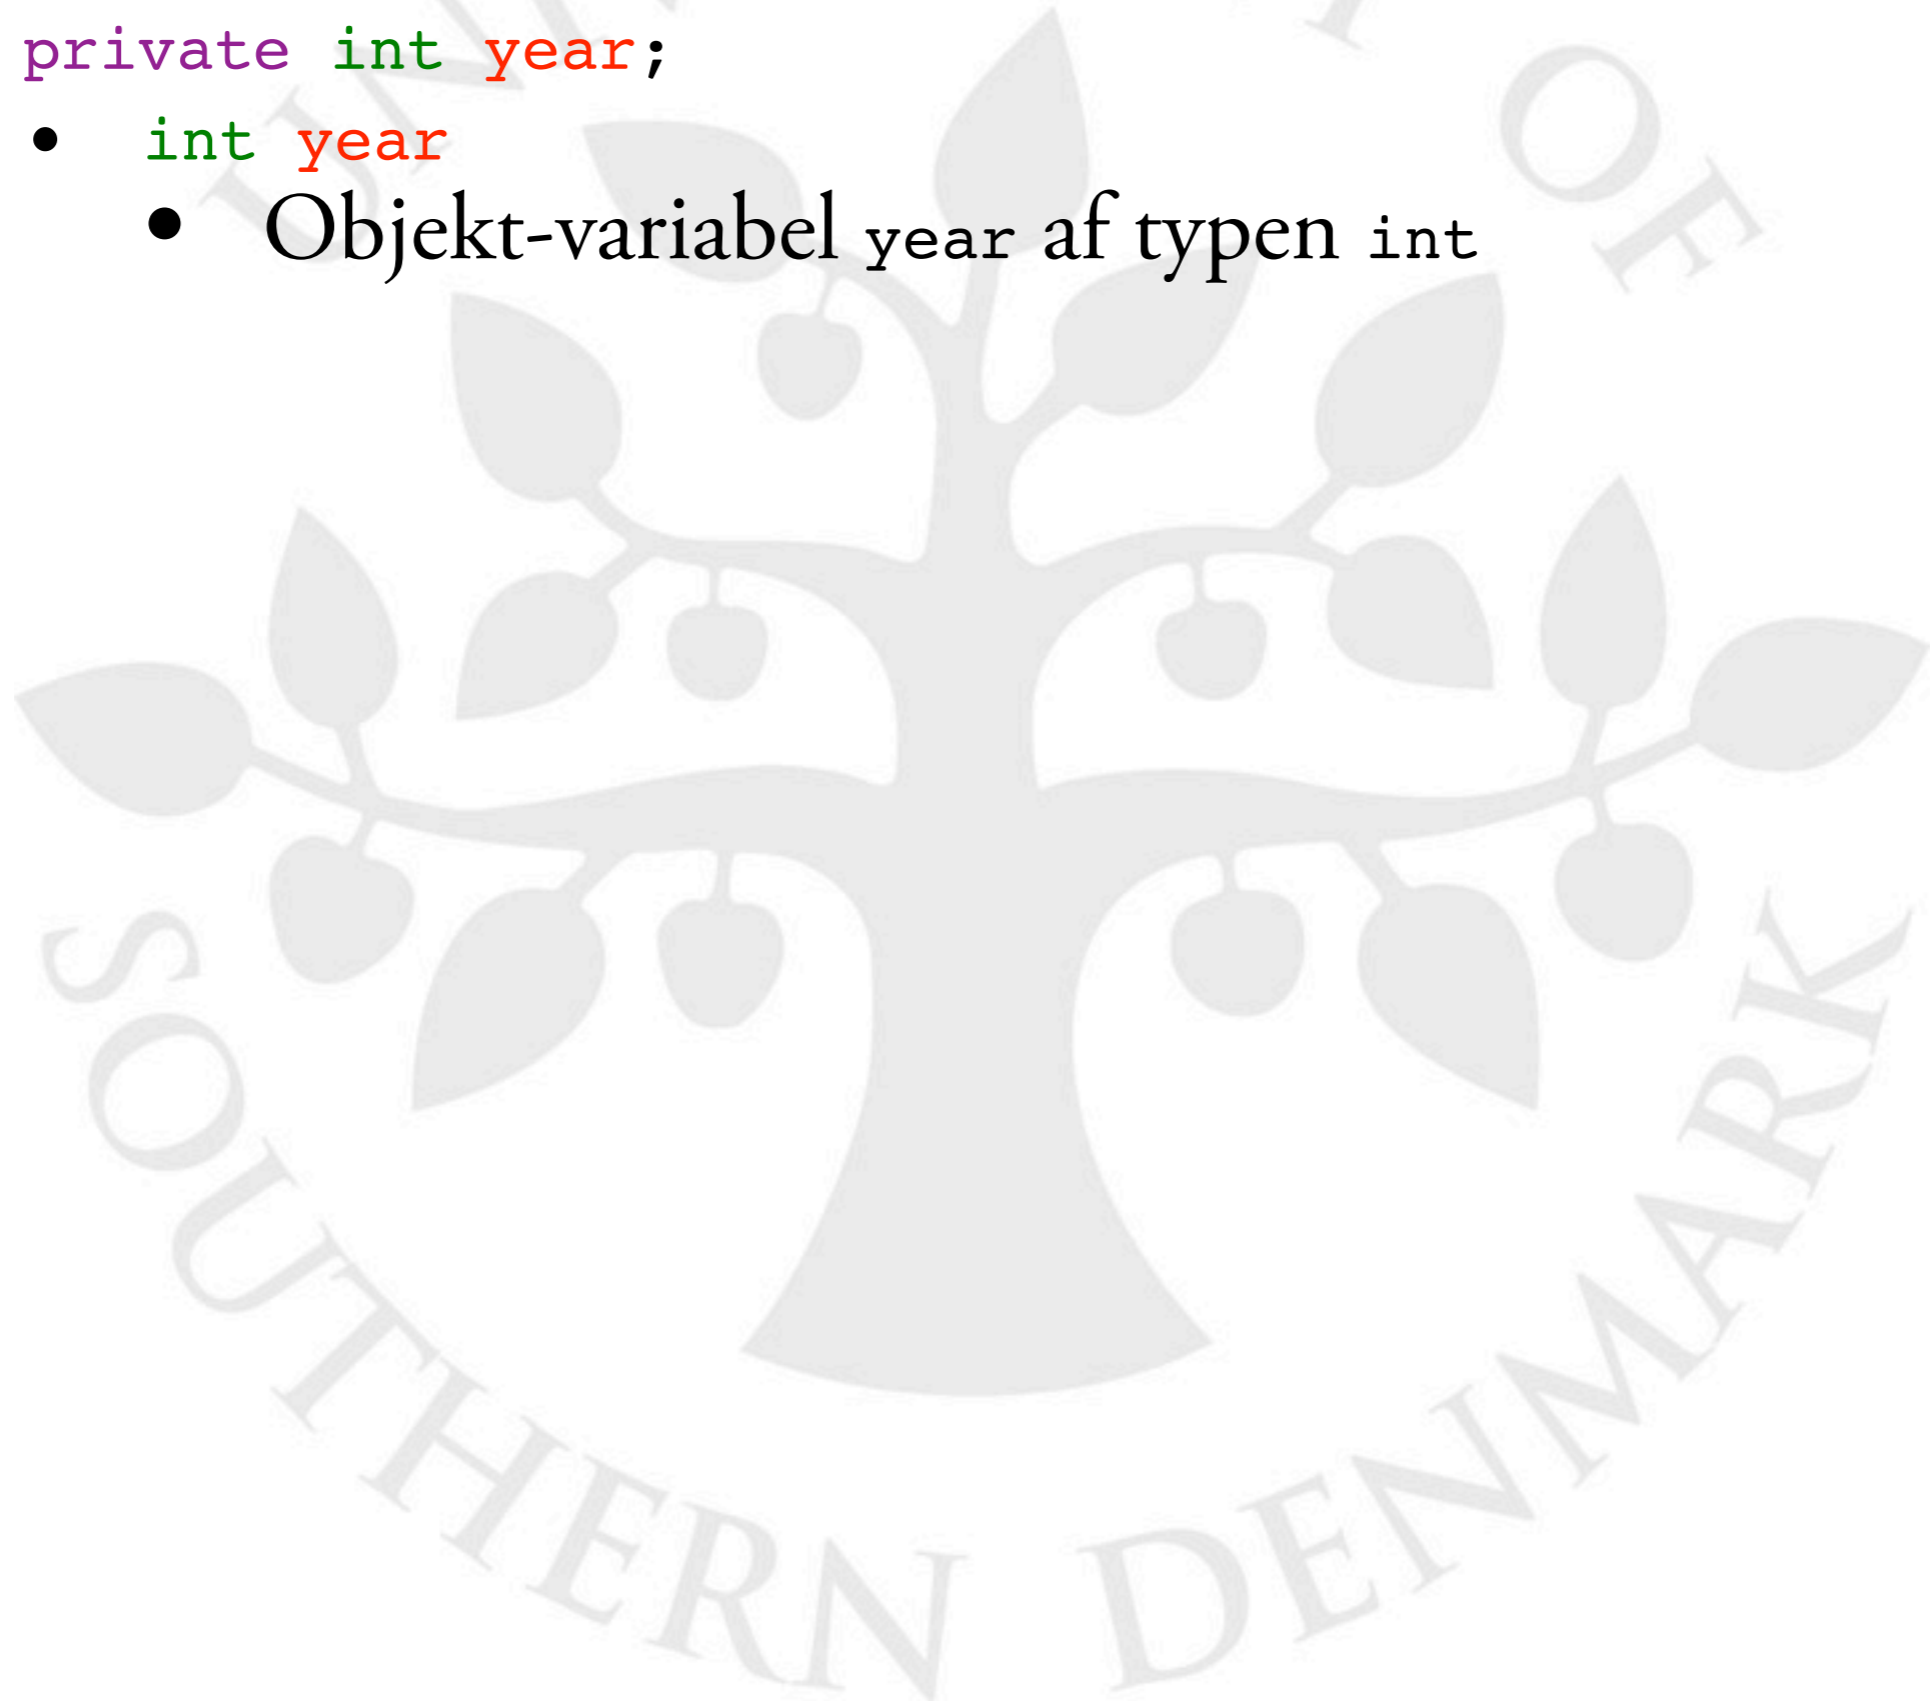 private int year;
• int year
• Objekt-variabel year af typen int
OF
SOUTHERN DENMARK